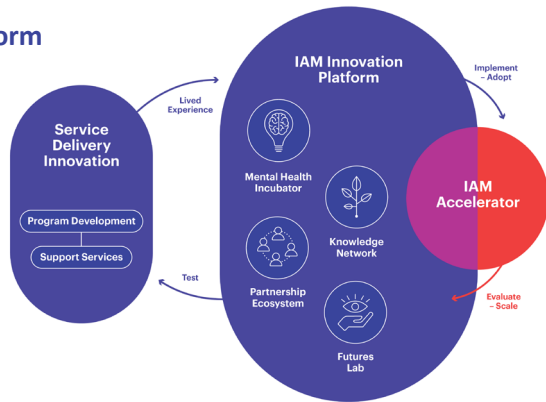 orm
IAM Innovation
Platform
Implement
– Adopt
Lived
Experience
Service
Delivery
Innovation
Mental Health
Incubator
IAM
Accelerator
Program Development
Knowledge
Network
Support Services
Test
Partnership
Ecosystem
Evaluate
– Scale
Futures
Lab